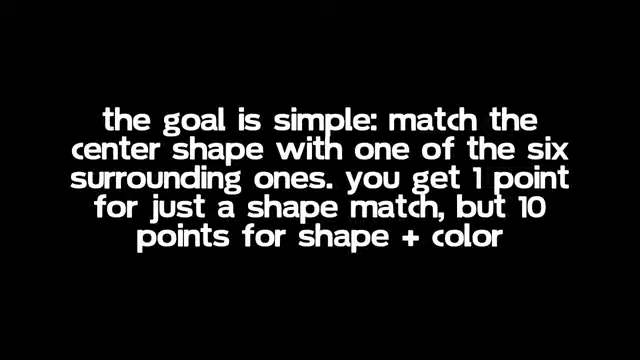 the goal is simple: match the
center shape with one of the six
surrounding ones. you get 1 point
for just a shape match, but 10
points for shape + color